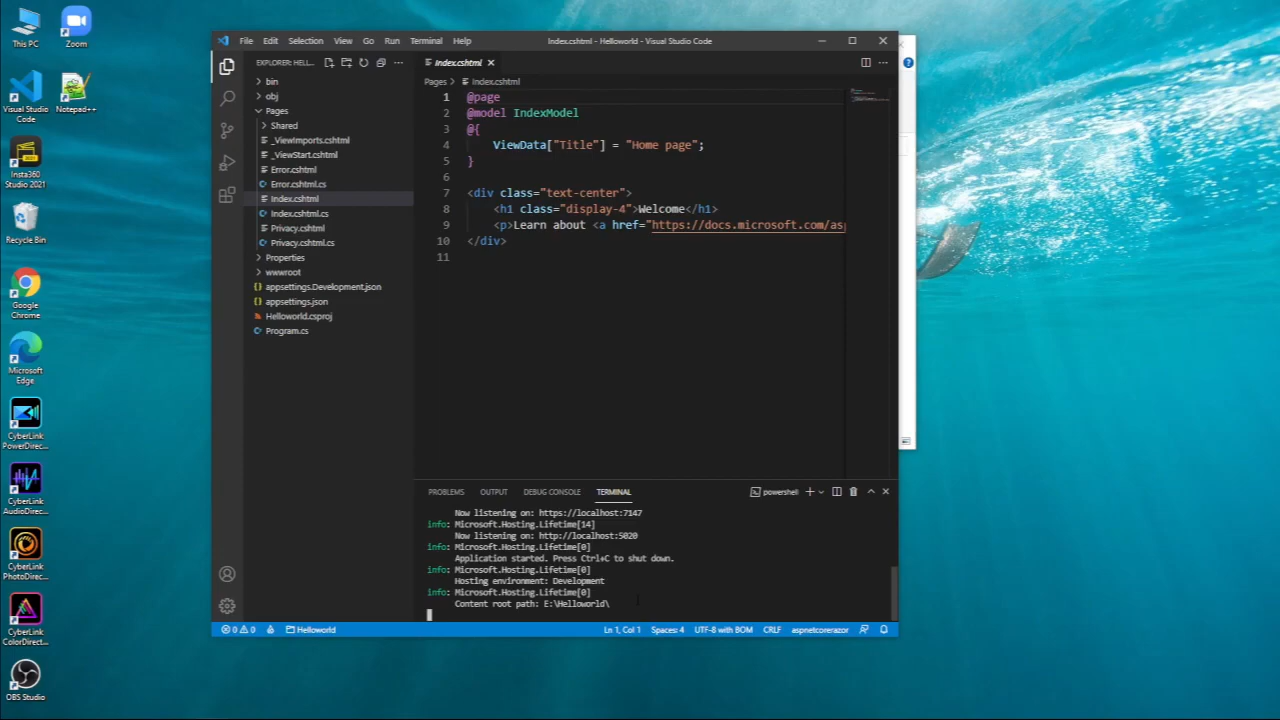 This PC
Zoom
Visual Studio
Code
Notepad++
Insta360
Studio 2021
Recycle Bin
Google
Chrome
Microsoft
Edge
CyberLink
PowerDirec...
CyberLink
AudioDirec...
CyberLink
PhotoDirec...
CyberLink
ColorDirect...
OBS Studio
File Edit Selection View Go Run Terminal Help
Index.cshtml - Helloworld - Visual Studio Code
EXPLORER: HELL...
bin
obj
Pages
Shared
_ViewImports.cshtml
_ViewStart.cshtml
Error.cshtml
Error.cshtml.cs
Index.cshtml
Index.cshtml.cs
Privacy.cshtml
Privacy.cshtml.cs
Properties
wwwroot
appsettings.Development.json
appsettings.json
Helloworld.csproj
Program.cs
Index.cshtml
Pages > Index.cshtml
1 @page
2 @model IndexModel
3 @{
4 ViewData["Title"] = "Home page";
5 }
6
7 <div class="text-center">
8 <h1 class="display-4">Welcome</h1>
9 <p>Learn about <a href="https://docs.microsoft.com/asp
10 </div>
11
PROBLEMS OUTPUT DEBUG CONSOLE TERMINAL
powershell
Now listening on: https://localhost:7147
info: Microsoft.Hosting.Lifetime[14]
Now listening on: http://localhost:5020
info: Microsoft.Hosting.Lifetime[0]
Application started. Press Ctrl+C to shut down.
info: Microsoft.Hosting.Lifetime[0]
Hosting environment: Development
info: Microsoft.Hosting.Lifetime[0]
Content root path: E:\Helloworld\
0 0 Helloworld
Ln 1, Col 1 Spaces: 4 UTF-8 with BOM CRLF aspnetcorerazor